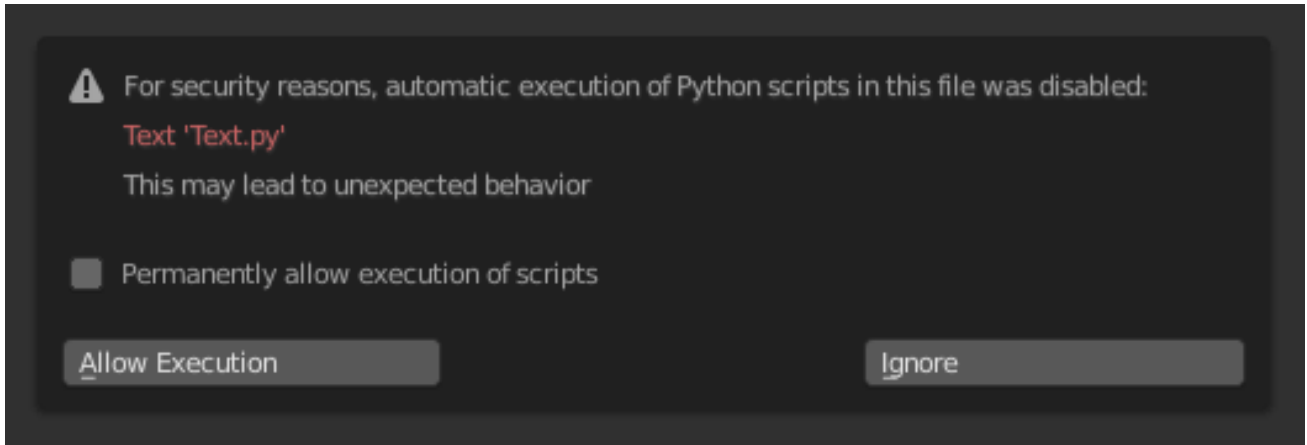 For security reasons, automatic execution of Python scripts in this file was disabled:
Text 'Text.py'
This may lead to unexpected behavior
Permanently allow execution of scripts
Allow Execution
Ignore